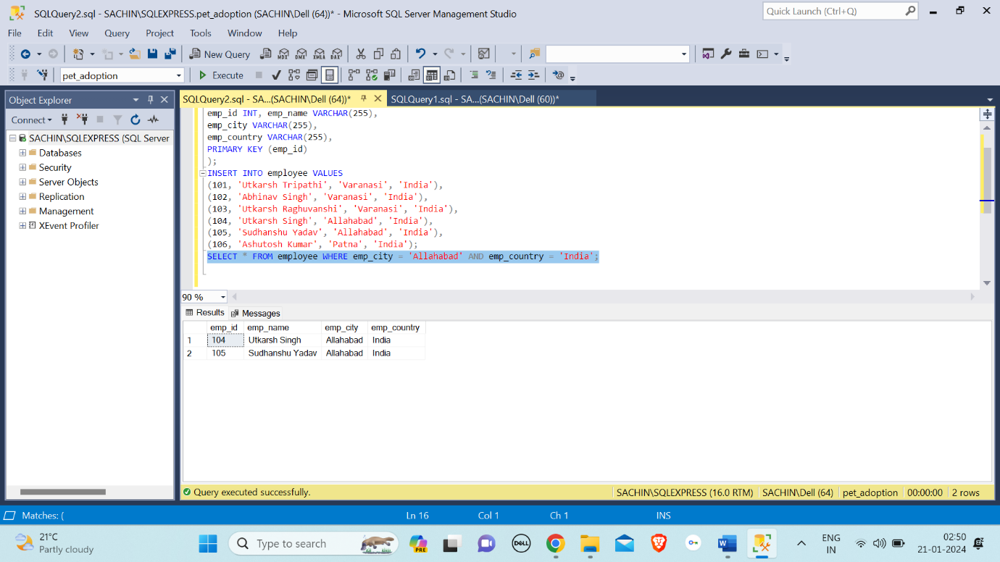 SQLQuery2.sql - SACHIN\SQLEXPRESS.pet_adoption (SACHIN\Dell (64))* - Microsoft SQL Server Management Studio
Quick Launch (Ctrl+Q)
File Edit View Query Project Tools Window Help
New Query
MDX DMX XMLA DAX
pet_adoption
Execute
Object Explorer
SQLQuery2.sql - SA...(SACHIN\Dell (64))*
SQLQuery1.sql - SA...(SACHIN\Dell (60))*
Connect
SACHIN\SQLEXPRESS (SQL Server
Databases
Security
Server Objects
Replication
Management
XEvent Profiler
emp_id INT, emp_name VARCHAR(255),
emp_city VARCHAR(255),
emp_country VARCHAR(255),
PRIMARY KEY (emp_id)
);
INSERT INTO employee VALUES
(101, 'Utkarsh Tripathi', 'Varanasi', 'India'),
(102, 'Abhinav Singh', 'Varanasi', 'India'),
(103, 'Utkarsh Raghuvanshi', 'Varanasi', 'India'),
(104, 'Utkarsh Singh', 'Allahabad', 'India'),
(105, 'Sudhanshu Yadav', 'Allahabad', 'India'),
(106, 'Ashutosh Kumar', 'Patna', 'India');
SELECT * FROM employee WHERE emp_city = 'Allahabad' AND emp_country = 'India';
90 %
Results Messages
emp_id emp_name emp_city emp_country
1 104 Utkarsh Singh Allahabad India
2 105 Sudhanshu Yadav Allahabad India
Query executed successfully.
SACHIN\SQLEXPRESS (16.0 RTM) SACHIN\Dell (64) pet_adoption 00:00:00 2 rows
Matches: (
Ln 16 Col 1 Ch 1 INS
21°C
Partly cloudy
Type to search
PRE
DELL
ENG
IN
02:50
21-01-2024